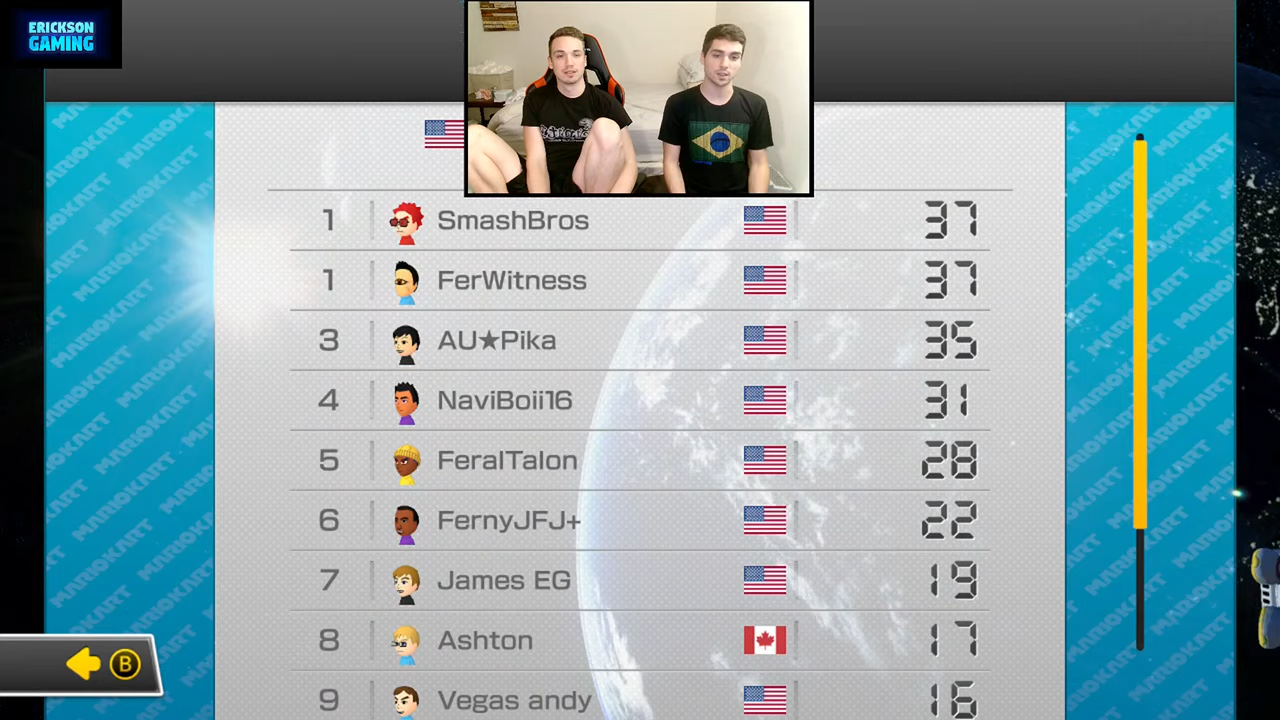 ERICKSON
GAMING
1 SmashBros 37
1 FerWitness 37
3 AU★Pika 35
4 NaviBoii16 31
5 FeralTalon 28
6 FernyJFJ+ 22
7 James EG 19
8 Ashton 17
9 Vegas andy 16
B
MARIOKART